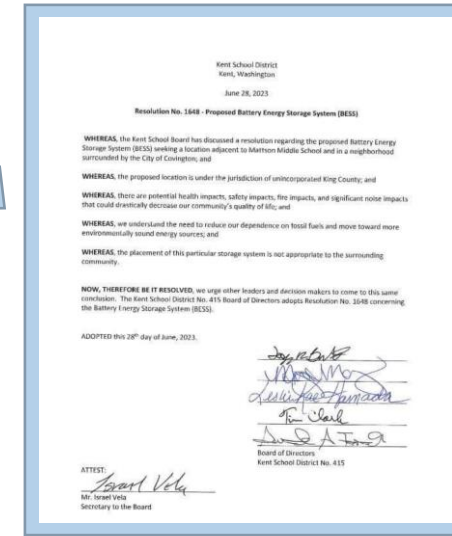 Kent School District
Kent, Washington
June 28, 2023
Resolution No. 1648 - Proposed Battery Energy Storage System (BESS)
WHEREAS, the Kent School Board has discussed a resolution regarding the proposed Battery Energy
Storage System (BESS) seeking a location adjacent to Mattson Middle School and in a neighborhood
surrounded by the City of Covington; and
WHEREAS, the proposed location is under the jurisdiction of unincorporated King County; and
WHEREAS, there are potential health impacts, safety impacts, fire impacts, and significant noise impacts
that could drastically decrease our community's quality of life; and
WHEREAS, we understand the need to reduce our dependence on fossil fuels and move toward more
environmentally sound energy sources; and
WHEREAS, the placement of this particular storage system is not appropriate to the surrounding
community.
NOW, THEREFORE BE IT RESOLVED, we urge other leaders and decision makers to come to this same
conclusion. The Kent School District No. 415 Board of Directors adopts Resolution No. 1648 concerning
the Battery Energy Storage System (BESS).
ADOPTED this 28th day of June, 2023.
Leslie Kae Hamada
Tim Clark
Board of Directors
Kent School District No. 415
ATTEST:
Israel Vela
Mr. Israel Vela
Secretary to the Board